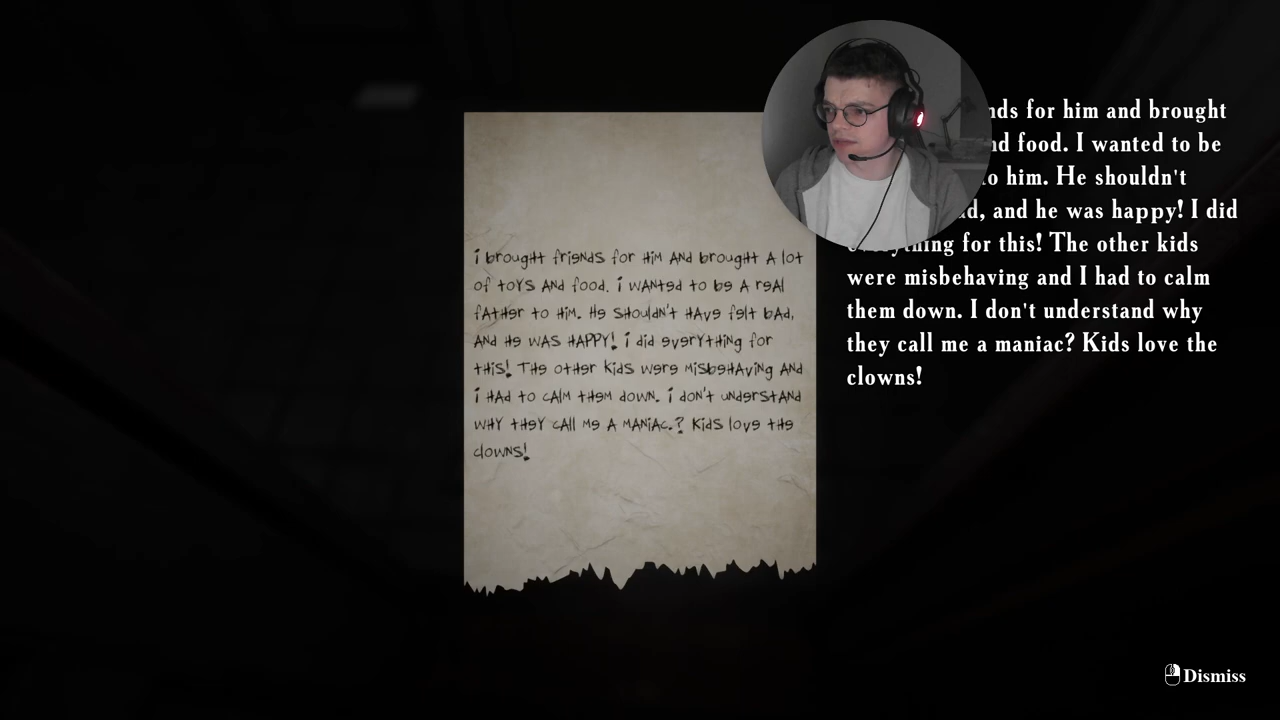 i brought friends for him and brought a lot
of toys and food. i wanted to be a real
father to him. He shouldn't have felt bad,
and he was HAPPY! i did everything for
this! The other kids were misbehaving and
i had to calm them down. i don't understand
why they call me a maniac.? Kids love the
clowns!
for him and brought
food. I wanted to be
him. He shouldn't
and he was happy! I did
for this! The other kids
were misbehaving and I had to calm
them down. I don't understand why
they call me a maniac? Kids love the
clowns!
Dismiss